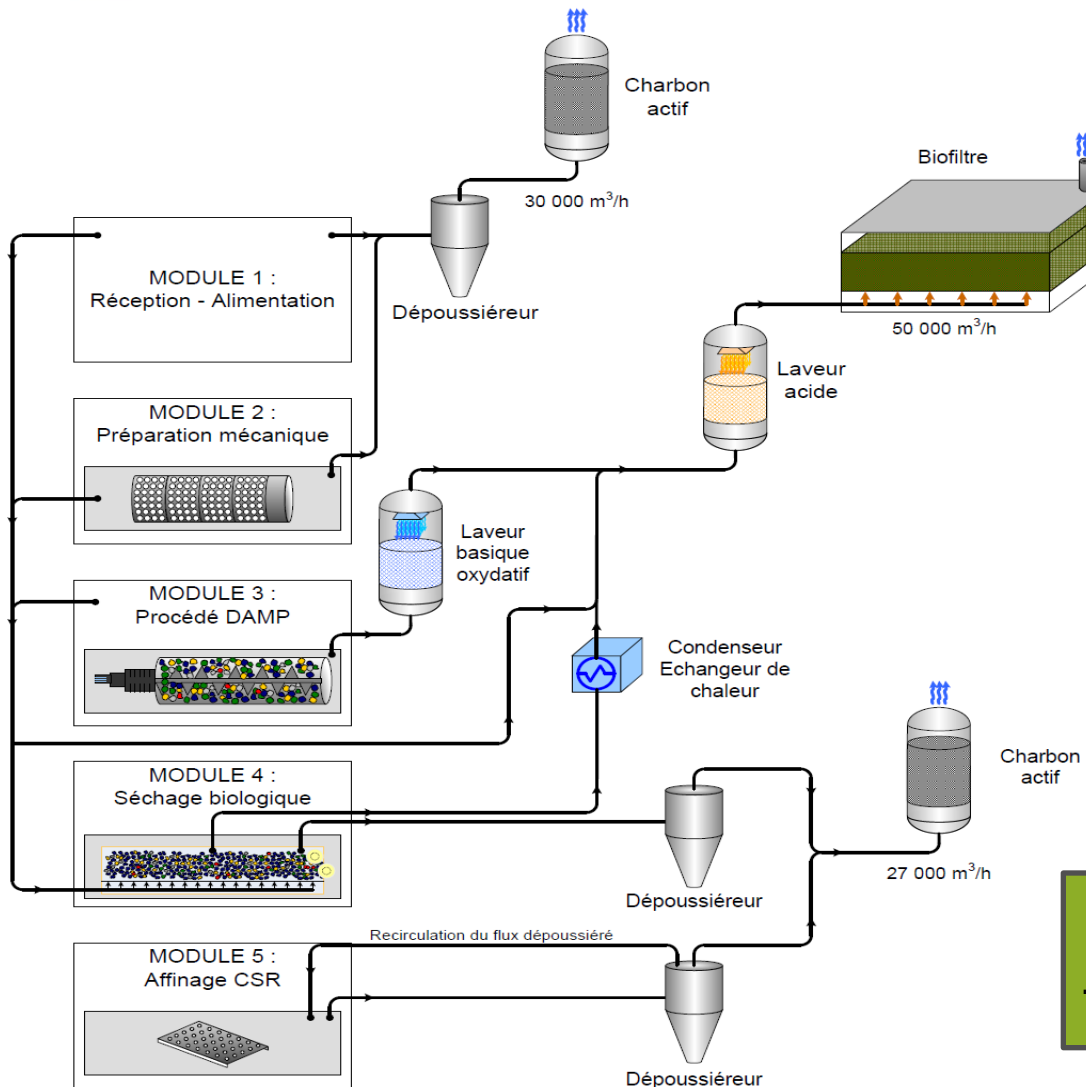 Charbon
actif
30 000 m³/h
Biofiltre
50 000 m³/h
MODULE 1 :
Réception - Alimentation
Dépoussiéreur
Laveur
acide
MODULE 2 :
Préparation mécanique
Laveur
basique
oxydatif
MODULE 3 :
Procédé DAMP
Condenseur
Echangeur de
chaleur
MODULE 4 :
Séchage biologique
Charbon
actif
27 000 m³/h
Dépoussiéreur
Recirculation du flux dépoussiéré
MODULE 5 :
Affinage CSR
Dépoussiéreur